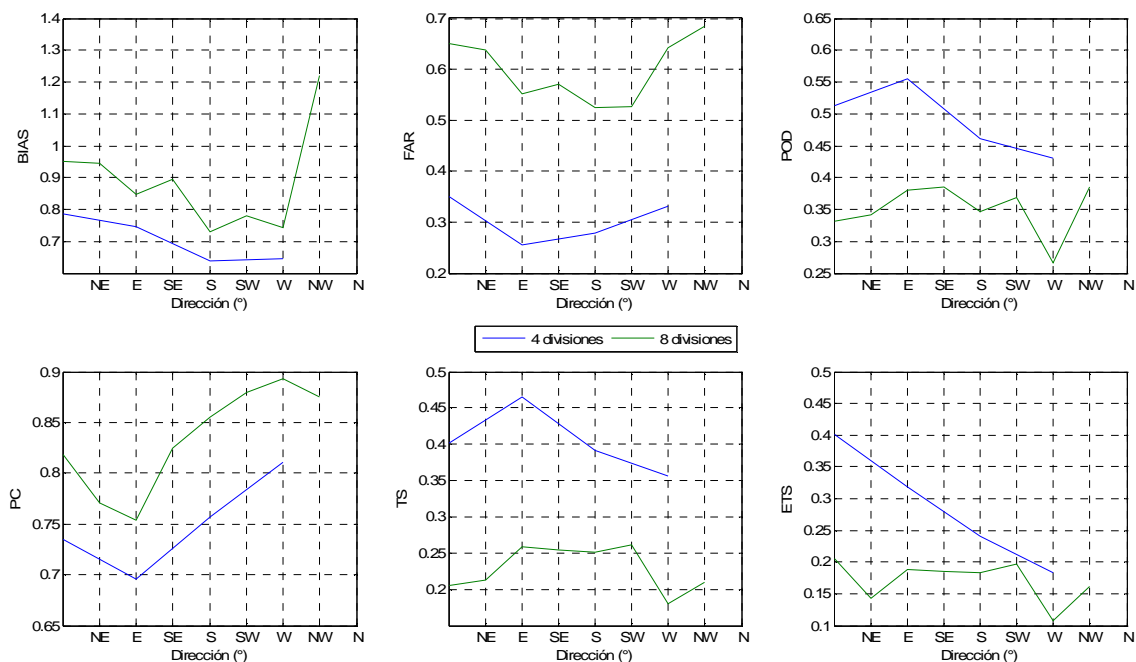 1.4
1.3
1.2
1.1
1
0.9
0.8
0.7
BIAS
NE E SE S SW W NW N
Dirección (°)
0.7
0.6
0.5
0.4
0.3
0.2
FAR
NE E SE S SW W NW N
Dirección (°)
0.65
0.6
0.55
0.5
0.45
0.4
0.35
0.3
0.25
POD
NE E SE S SW W NW N
Dirección (°)
4 divisiones 8 divisiones
0.9
0.85
0.8
0.75
0.7
0.65
PC
NE E SE S SW W NW N
Dirección (°)
0.5
0.45
0.4
0.35
0.3
0.25
0.2
TS
NE E SE S SW W NW N
Dirección (°)
0.5
0.45
0.4
0.35
0.3
0.25
0.2
0.15
0.1
ETS
NE E SE S SW W NW N
Dirección (°)